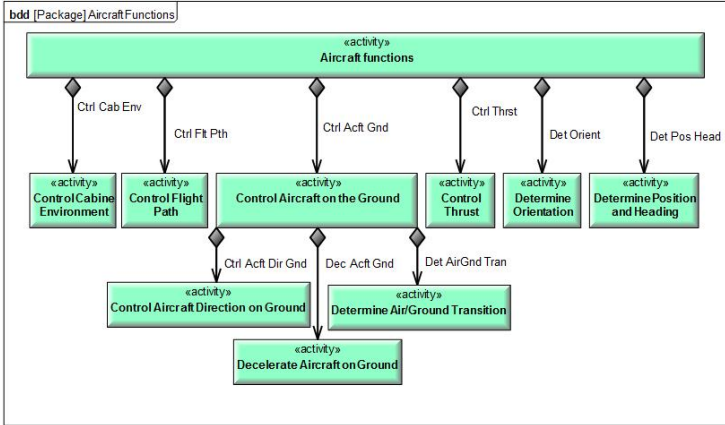 bdd [Package] AircraftFunctions
«activity»
Aircraft functions
Ctrl Cab Env
Ctrl Flt Pth
Ctrl Acft Gnd
Ctrl Thrst
Det Orient
Det Pos Head
«activity»
Control Cabine
Environment
«activity»
Control Flight
Path
«activity»
Control Aircraft on the Ground
«activity»
Control
Thrust
«activity»
Determine
Orientation
«activity»
Determine Position
and Heading
Ctrl Acft Dir Gnd
Dec Acft Gnd
Det AirGnd Tran
«activity»
Control Aircraft Direction on Ground
«activity»
Determine Air/Ground Transition
«activity»
Decelerate Aircraft on Ground